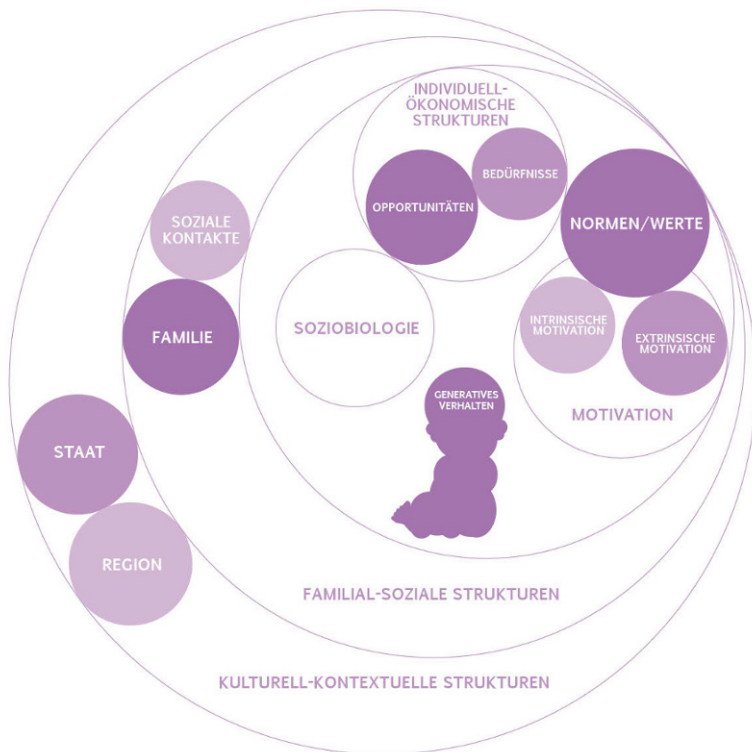 INDIVIDUELL-
ÖKONOMISCHE
STRUKTUREN
BEDÜRFNISSE
OPPORTUNITÄTEN
NORMEN/WERTE
SOZIALE
KONTAKTE
SOZIOBIOLOGIE
INTRINSISCHE
MOTIVATION
EXTRINSISCHE
MOTIVATION
FAMILIE
GENERATIVES
VERHALTEN
MOTIVATION
STAAT
REGION
FAMILIAL-SOZIALE STRUKTUREN
KULTURELL-KONTEXTUELLE STRUKTUREN